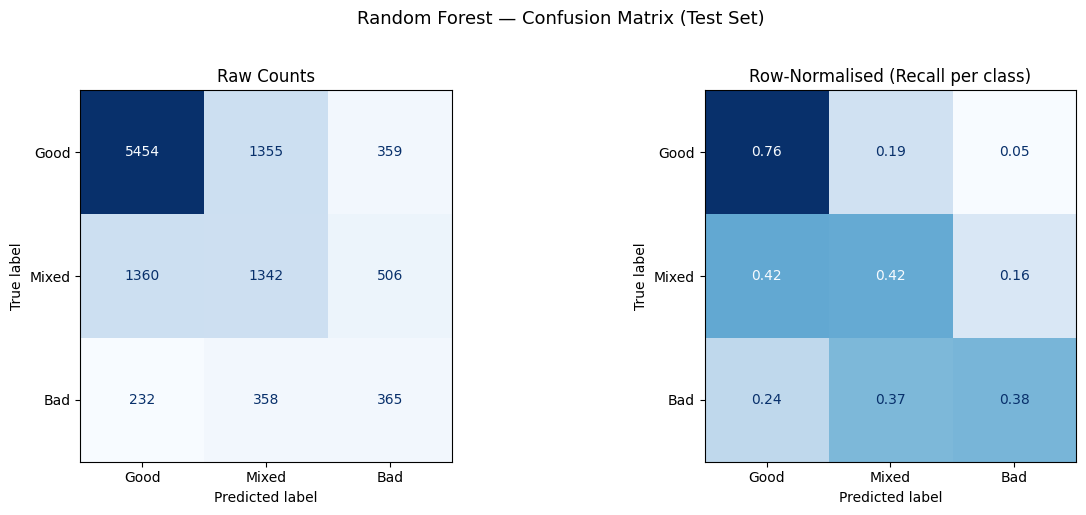 Random Forest — Confusion Matrix (Test Set)
Raw Counts
Good 5454 1355 359
Mixed 1360 1342 506
Bad 232 358 365
Good Mixed Bad
Predicted label
True label
Row-Normalised (Recall per class)
Good 0.76 0.19 0.05
Mixed 0.42 0.42 0.16
Bad 0.24 0.37 0.38
Good Mixed Bad
Predicted label
True label